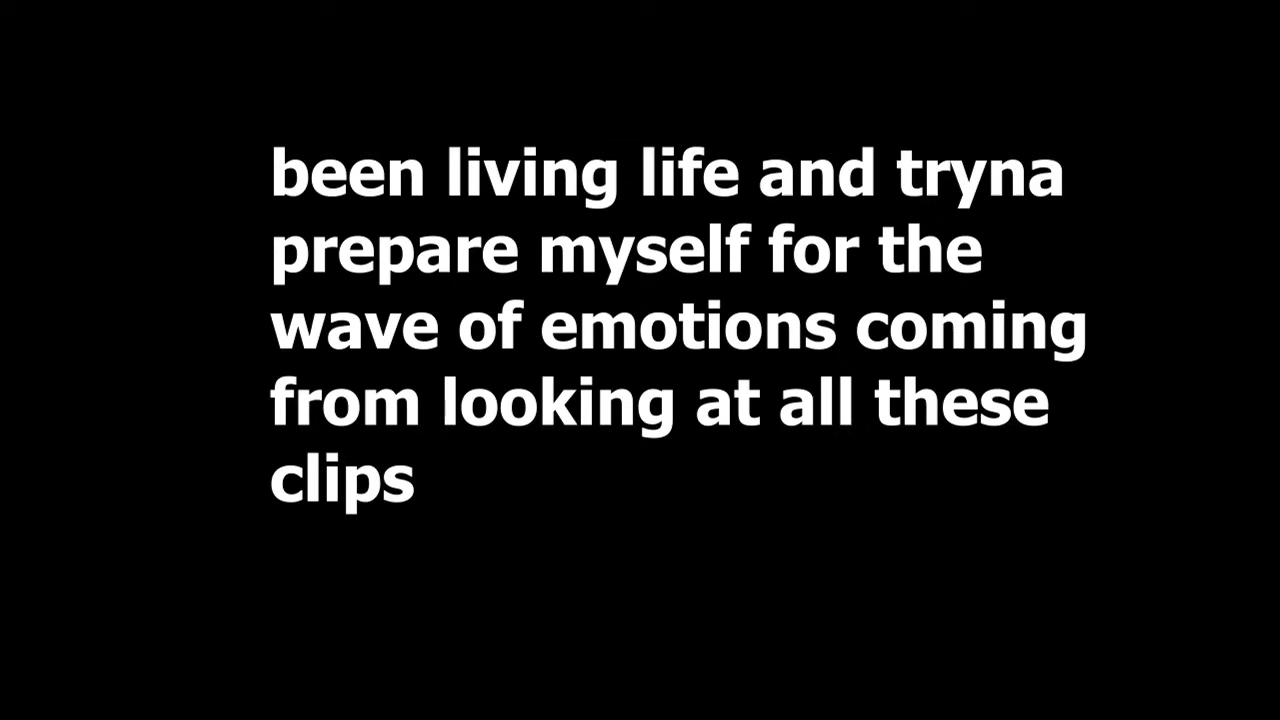 been living life and tryna
prepare myself for the
wave of emotions coming
from looking at all these
clips